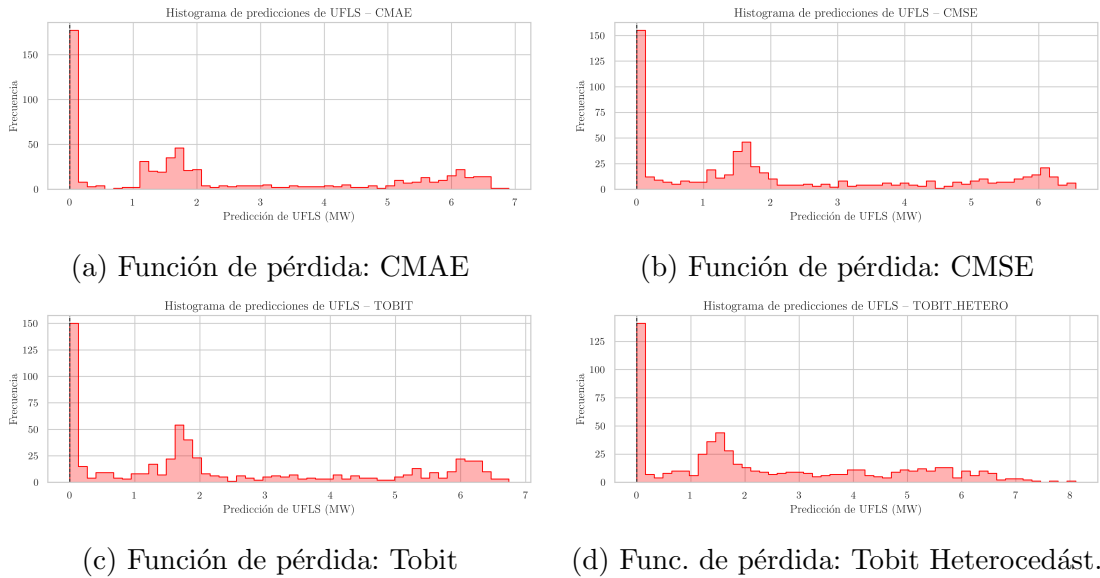 Histograma de predicciones de UFLS – CMAE
Frecuencia
150
100
50
0
0 1 2 3 4 5 6 7
Predicción de UFLS (MW)
(a) Función de pérdida: CMAE
Histograma de predicciones de UFLS – CMSE
Frecuencia
150
125
100
75
50
25
0
0 1 2 3 4 5 6
Predicción de UFLS (MW)
(b) Función de pérdida: CMSE
Histograma de predicciones de UFLS – TOBIT
Frecuencia
150
125
100
75
50
25
0
0 1 2 3 4 5 6 7
Predicción de UFLS (MW)
(c) Función de pérdida: Tobit
Histograma de predicciones de UFLS – TOBIT_HETERO
Frecuencia
125
100
75
50
25
0
0 1 2 3 4 5 6 7 8
Predicción de UFLS (MW)
(d) Func. de pérdida: Tobit Heterocedást.